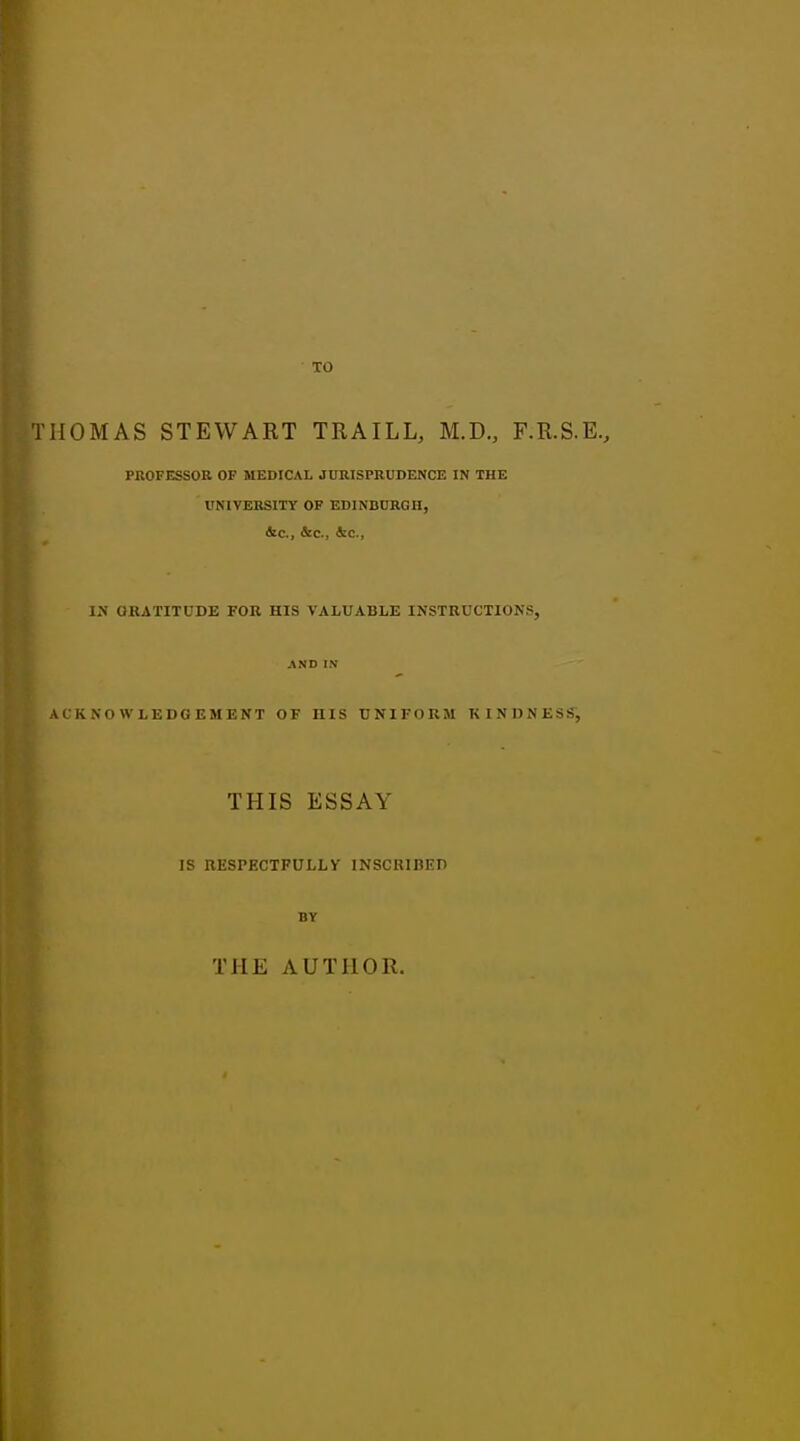 TO
THOMAS STEWART TRAILL, M.D., F.R.S.E.,
PROFESSOR OF MEDICAL JURISPRUDENCE IN THE
UNIVERSITY OF EDINBURGH,
&c., &c., &c.,
IN GRATITUDE FOR HIS VALUABLE INSTRUCTIONS,
AND IN
ACKNOWLEDGEMENT OF HIS UNIFORM KINDNESS,
THIS ESSAY
IS RESPECTFULLY INSCRIBED
BY
THE AUTHOR.